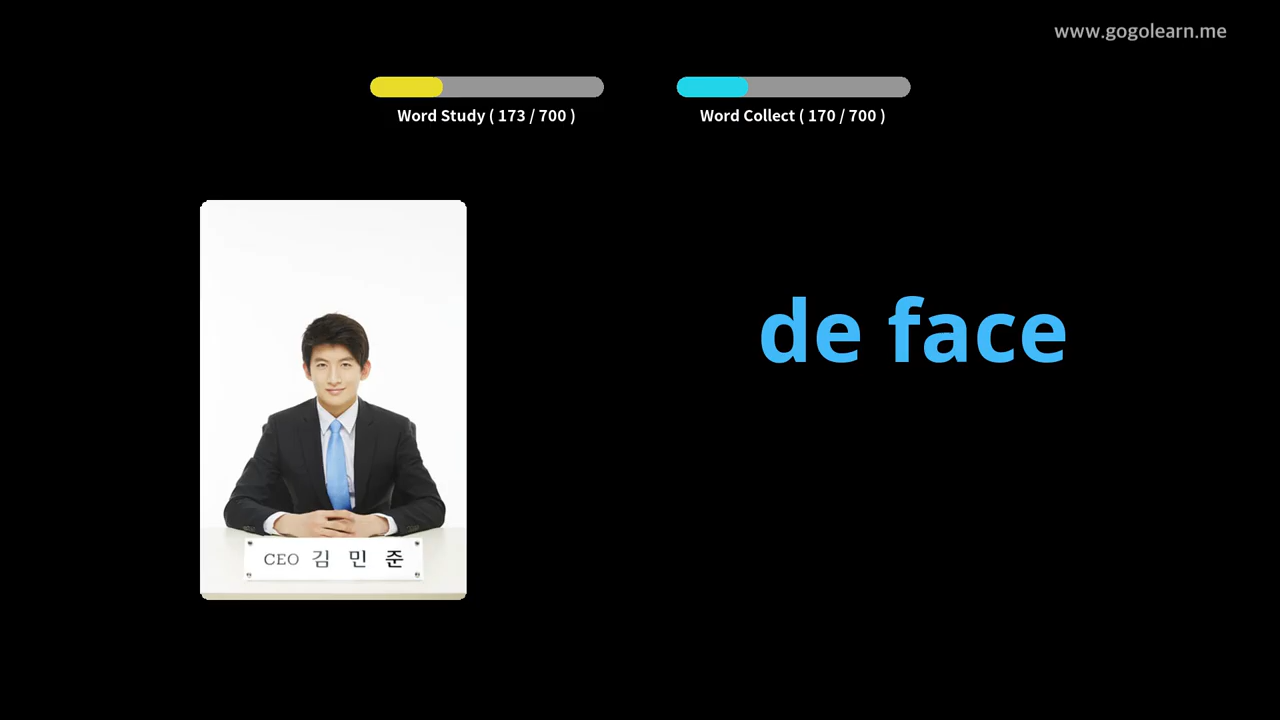 www.gogolearn.me
Word Study ( 173 / 700 )
Word Collect ( 170 / 700 )
de face
CEO 김 민 준